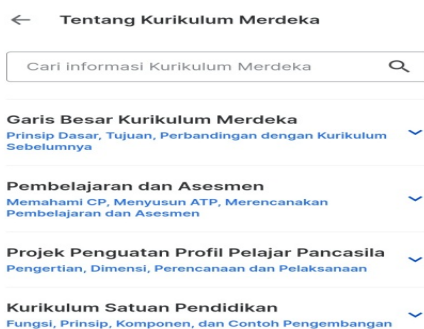 Tentang Kurikulum Merdeka
Cari informasi Kurikulum Merdeka
Garis Besar Kurikulum Merdeka
Prinsip Dasar, Tujuan, Perbandingan dengan Kurikulum
Sebelumnya
Pembelajaran dan Asesmen
Memahami CP, Menyusun ATP, Merencanakan
Pembelajaran dan Asesmen
Projek Penguatan Profil Pelajar Pancasila
Pengertian, Dimensi, Perencanaan dan Pelaksanaan
Kurikulum Satuan Pendidikan
Fungsi, Prinsip, Komponen, dan Contoh Pengembangan